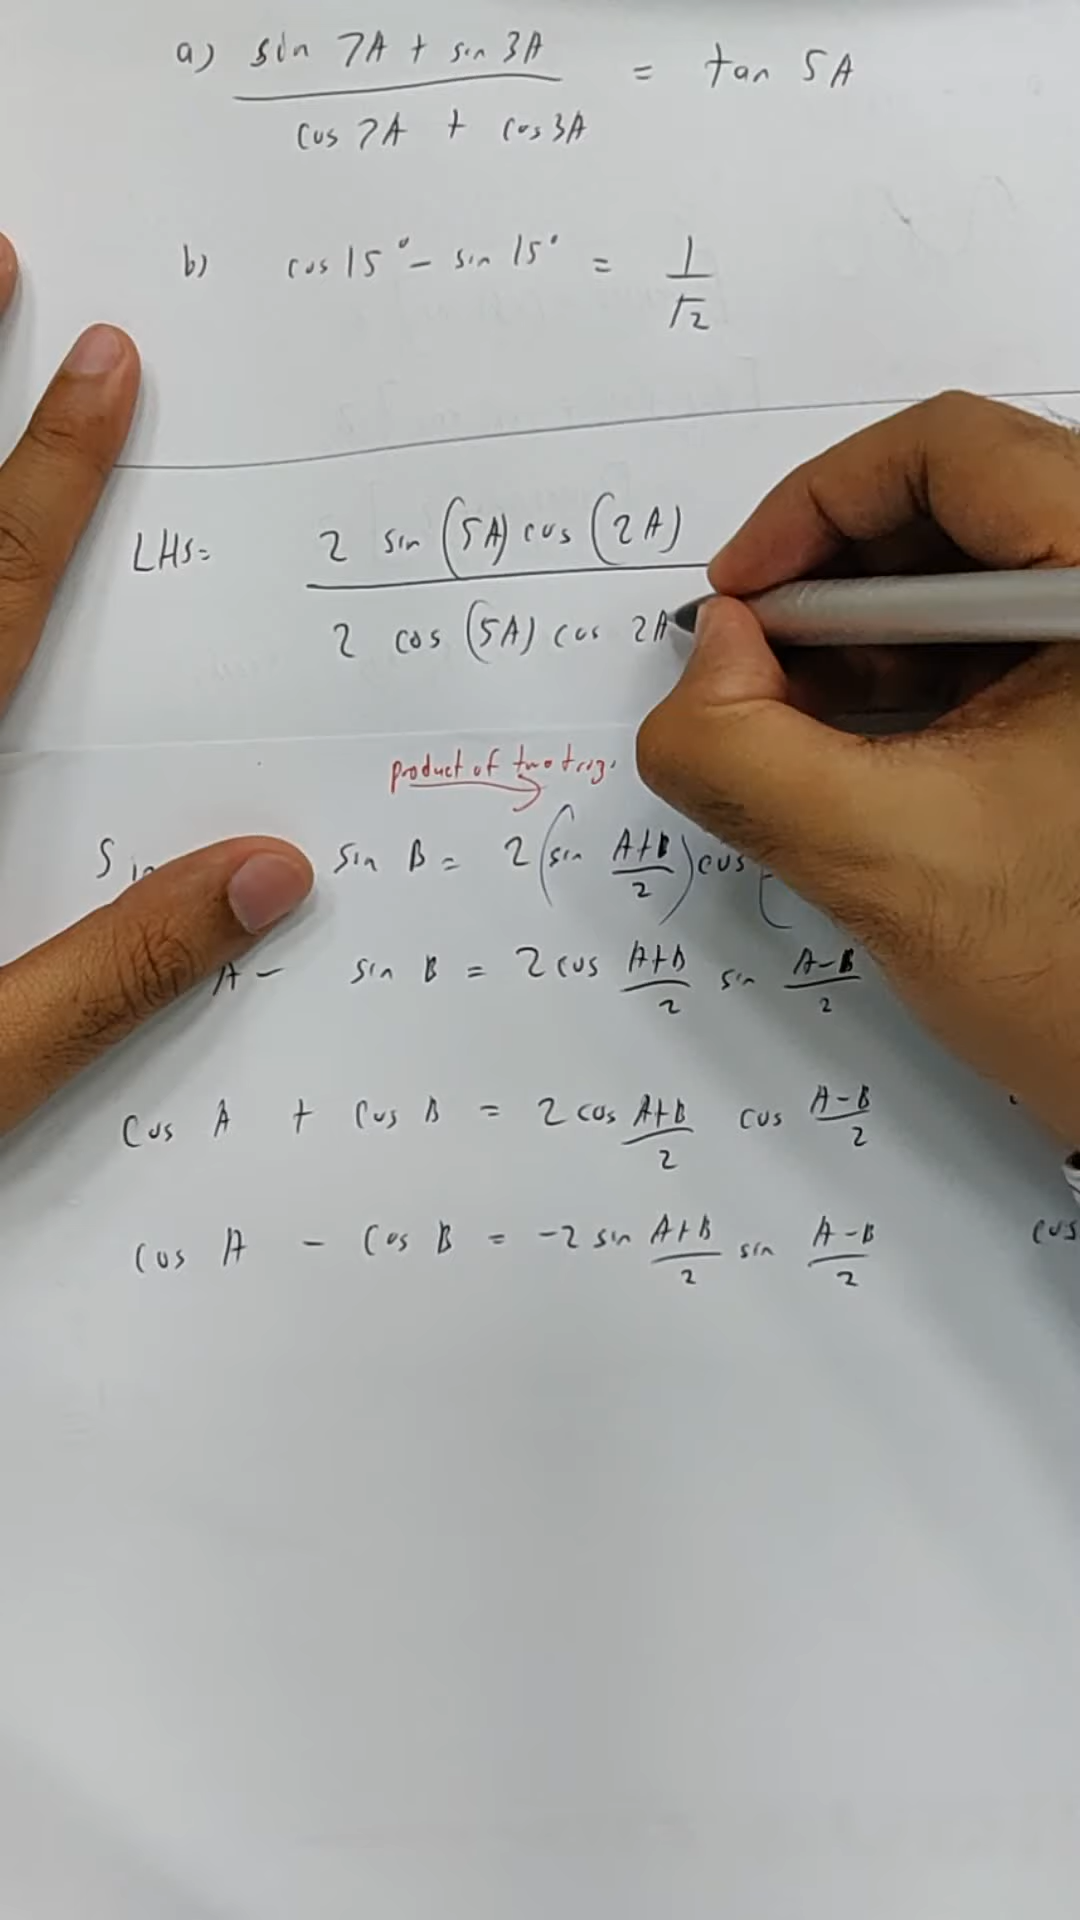 a) sin 7A + sin 3A = tan 5A
cos 7A + cos 3A
b) cos 15° - sin 15° = 1
√2
LHS= 2 sin (5A) cos (2A)
2 cos (5A) cos 2A
product of two trig.
sin B = 2 (sin A+B/2) cos (
A - sin B = 2 cos A+B/2 sin A-B/2
cos A + cos B = 2 cos A+B/2 cos A-B/2
cos A - cos B = -2 sin A+B/2 sin A-B/2 cos